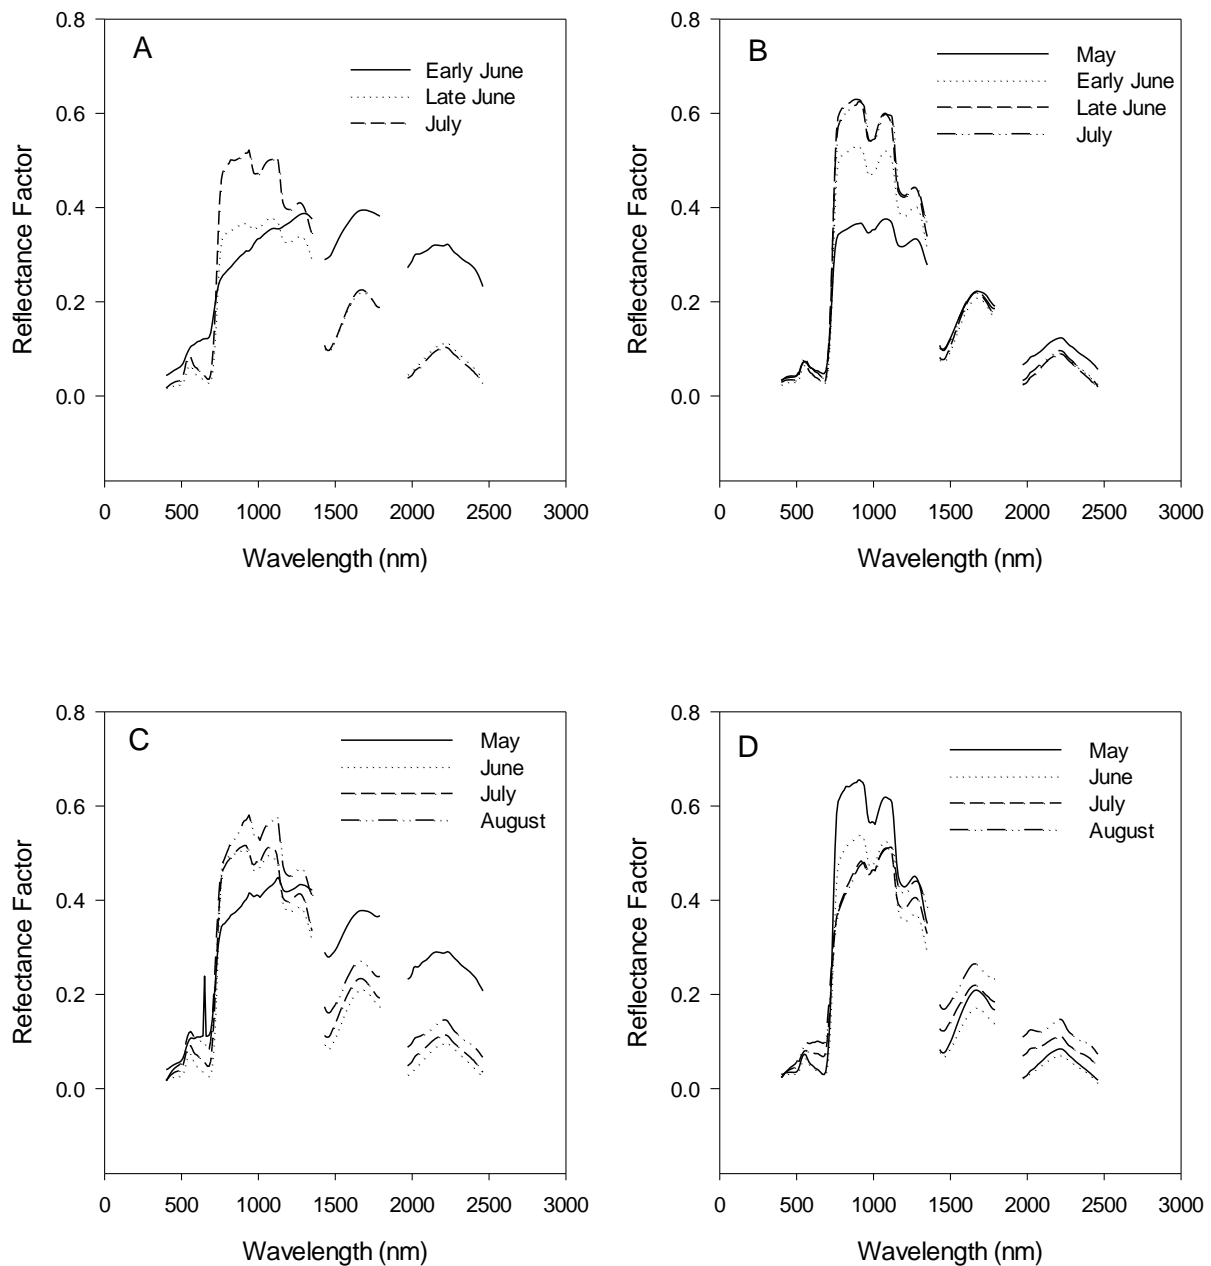 A
Early June
Late June
July
0.8
0.6
0.4
0.2
0.0
Reflectance Factor
0 500 1000 1500 2000 2500 3000
Wavelength (nm)
B
May
Early June
Late June
July
0.8
0.6
0.4
0.2
0.0
Reflectance Factor
0 500 1000 1500 2000 2500 3000
Wavelength (nm)
C
May
June
July
August
0.8
0.6
0.4
0.2
0.0
Refectance Factor
0 500 1000 1500 2000 2500 3000
Wavelength (nm)
D
May
June
July
August
0.8
0.6
0.4
0.2
0.0
Reflectance Factor
0 500 1000 1500 2000 2500 3000
Wavelength (nm)